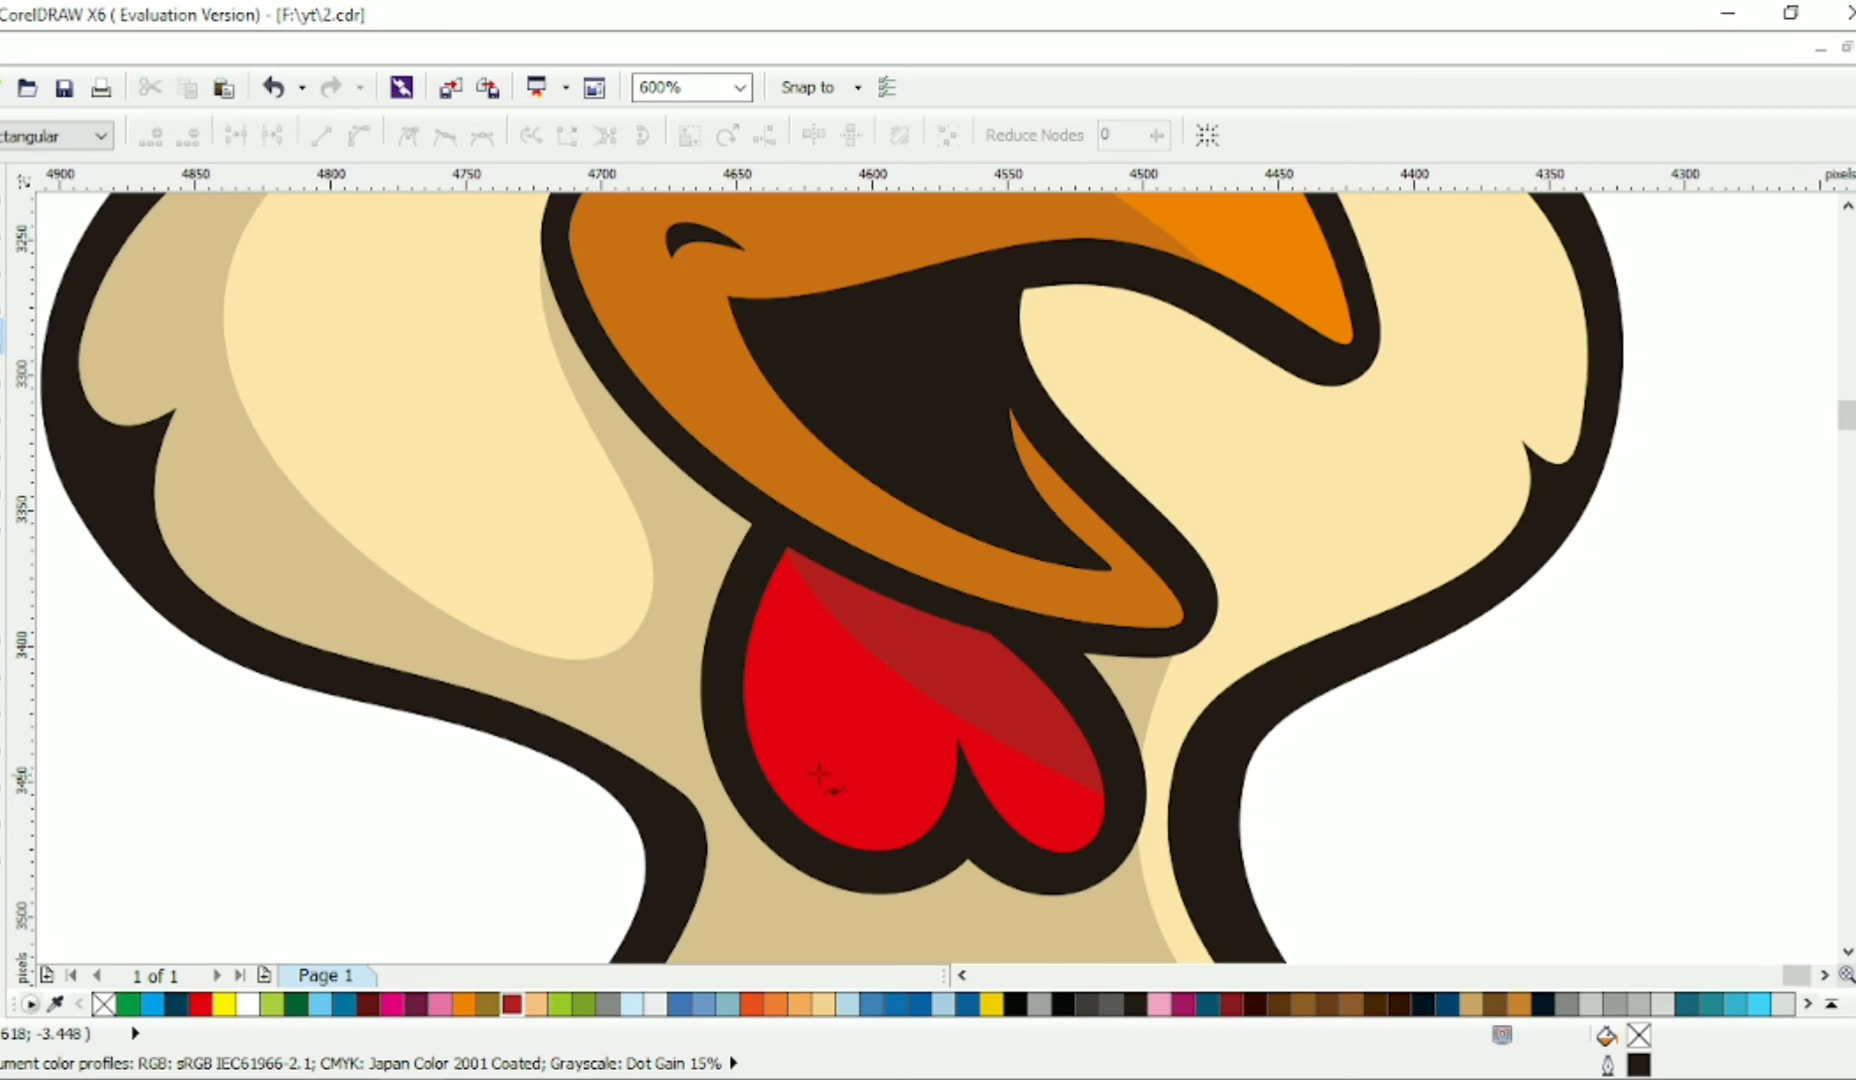 CorelDRAW X6 ( Evaluation Version) - [F:\yt\2.cdr]
600% Snap to
ctangular Reduce Nodes 0
4900 4850 4800 4750 4700 4650 4600 4550 4500 4450 4400 4350 4300 pixels
3250
3300
3350
3400
3450
3500
pixels
1 of 1 Page 1
618; -3.448 )
ument color profiles: RGB: sRGB IEC61966-2.1; CMYK: Japan Color 2001 Coated; Grayscale: Dot Gain 15%